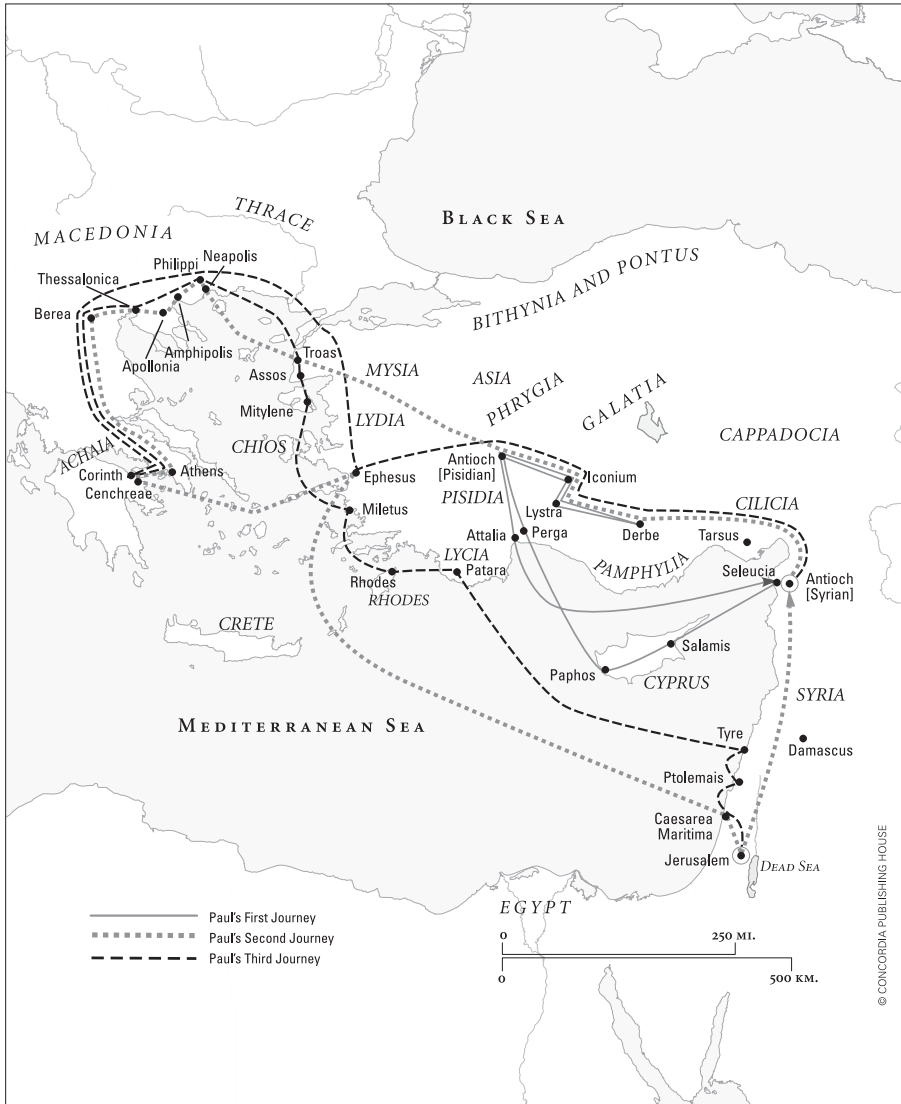 THRACE
BLACK SEA
MACEDONIA
Neapolis
Philippi
Thessalonica
BITHYNIA AND PONTUS
Berea
Amphipolis
Apollonia
Troas
MYSIA
Assos
ASIA
PHRYGIA
GALATIA
Mitylene
LYDIA
CAPPADOCIA
CHIOS
ACHAIA
Athens
Corinth
Cenchreae
Ephesus
Antioch
[Pisidian]
Iconium
PISIDIA
Miletus
Lystra
CILICIA
Attalia
Perga
Derbe
Tarsus
LYCIA
PAMPHYLIA
Patara
Rhodes
RHODES
Seleucia
Antioch
[Syrian]
CRETE
Salamis
Paphos
CYPRUS
SYRIA
MEDITERRANEAN SEA
Tyre
Damascus
Ptolemais
Caesarea
Maritima
Jerusalem
DEAD SEA
EGYPT
Paul's First Journey
Paul's Second Journey
Paul's Third Journey
0 250 MI.
0 500 KM.
© CONCORDIA PUBLISHING HOUSE